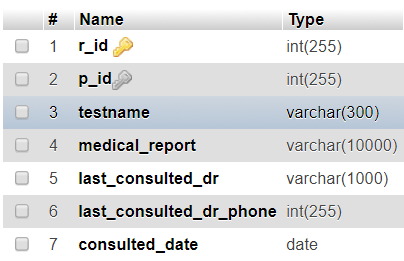 # Name Type
1 r_id int(255)
2 p_id int(255)
3 testname varchar(300)
4 medical_report varchar(10000)
5 last_consulted_dr varchar(1000)
6 last_consulted_dr_phone int(255)
7 consulted_date date